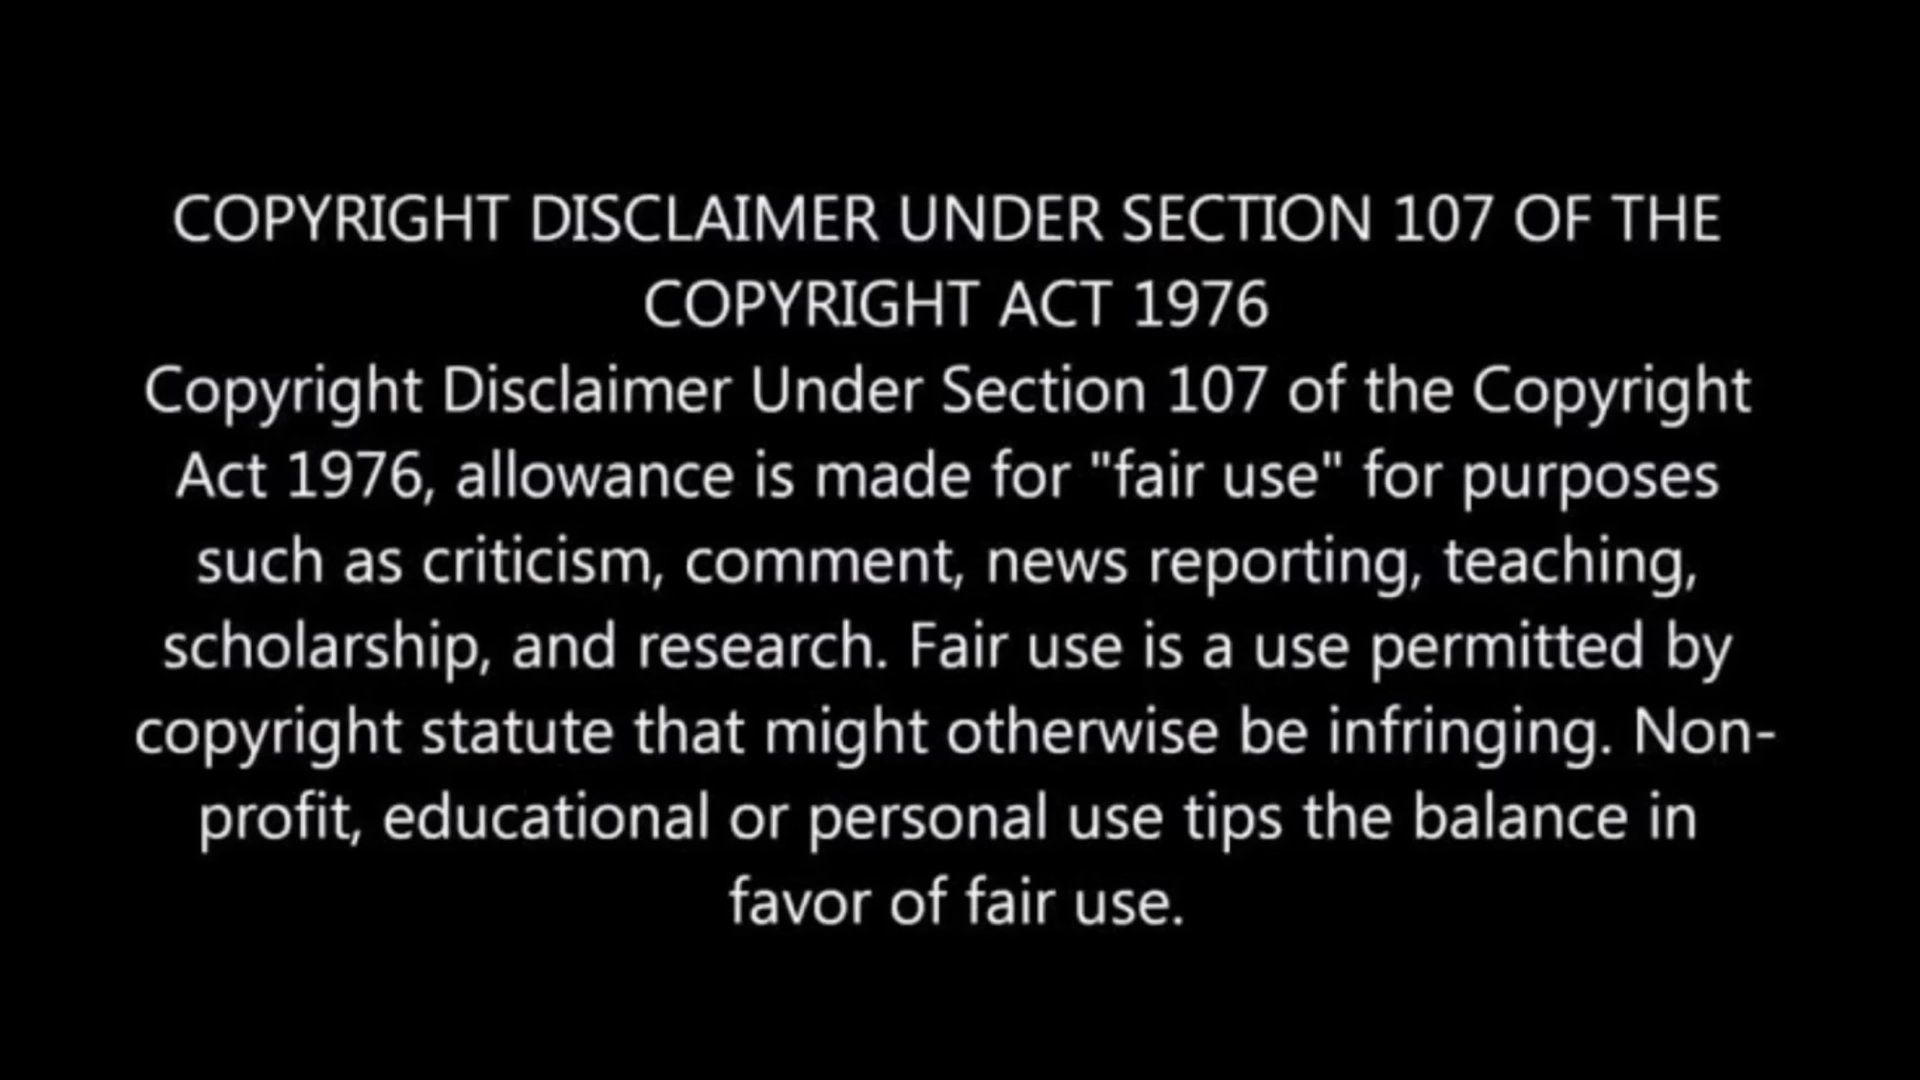 COPYRIGHT DISCLAIMER UNDER SECTION 107 OF THE
COPYRIGHT ACT 1976
Copyright Disclaimer Under Section 107 of the Copyright
Act 1976, allowance is made for "fair use" for purposes
such as criticism, comment, news reporting, teaching,
scholarship, and research. Fair use is a use permitted by
copyright statute that might otherwise be infringing. Non-
profit, educational or personal use tips the balance in
favor of fair use.